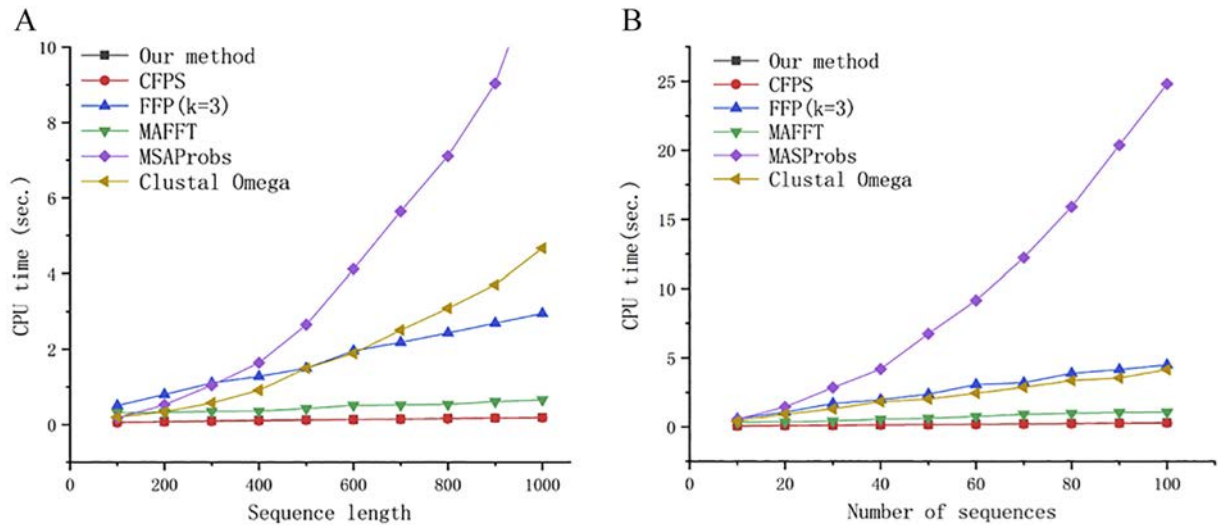 A
Our method
CFPS
FFP(k=3)
MAFFT
MSAProbs
Clustal Omega
10
8
6
4
2
0
CPU time (sec.)
0
200
400
600
800
1000
Sequence length
B
Our method
CFPS
FFP(k=3)
MAFFT
MASProbs
Clustal Omega
25
20
15
10
5
0
CPU time(sec.)
0
20
40
60
80
100
Number of sequences